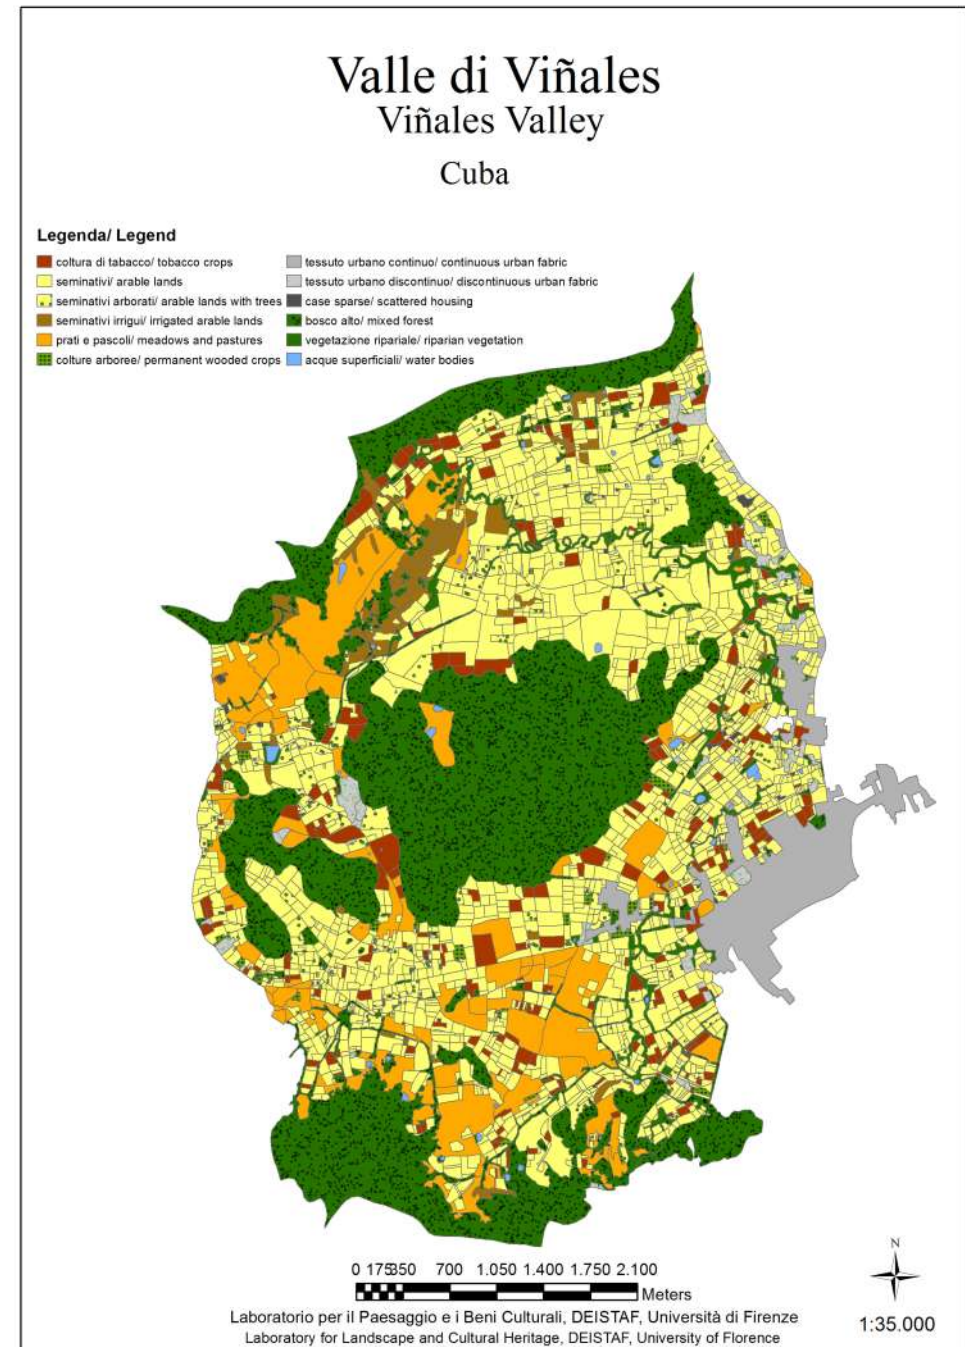 Valle di Viñales
Viñales Valley
Cuba
Legenda/ Legend
coltura di tabacco/ tobacco crops
seminativi/ arable lands
seminativi arborati/ arable lands with trees
seminativi irrigui/ irrigated arable lands
prati e pascoli/ meadows and pastures
colture arboree/ permanent wooded crops
tessuto urbano continuo/ continuous urban fabric
tessuto urbano discontinuo/ discontinuous urban fabric
case sparse/ scattered housing
bosco alto/ mixed forest
vegetazione ripariale/ riparian vegetation
acque superficiali/ water bodies
0 175 350 700 1.050 1.400 1.750 2.100
Meters
N
1:35.000
Laboratorio per il Paesaggio e i Beni Culturali, DEISTAF, Università di Firenze
Laboratory for Landscape and Cultural Heritage, DEISTAF, University of Florence